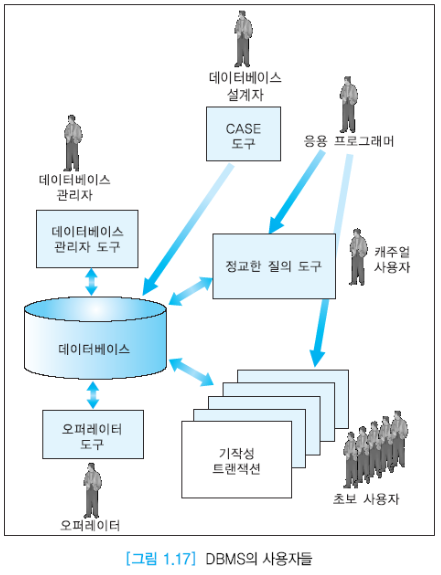 데이터베이스
설계자
CASE
도구
응용 프로그래머
데이터베이스
관리자
데이터베이스
관리자 도구
정교한 질의 도구
캐주얼
사용자
데이터베이스
오퍼레이터
도구
기작성
트랜잭션
초보 사용자
오퍼레이터
[그림 1.17] DBMS의 사용자들